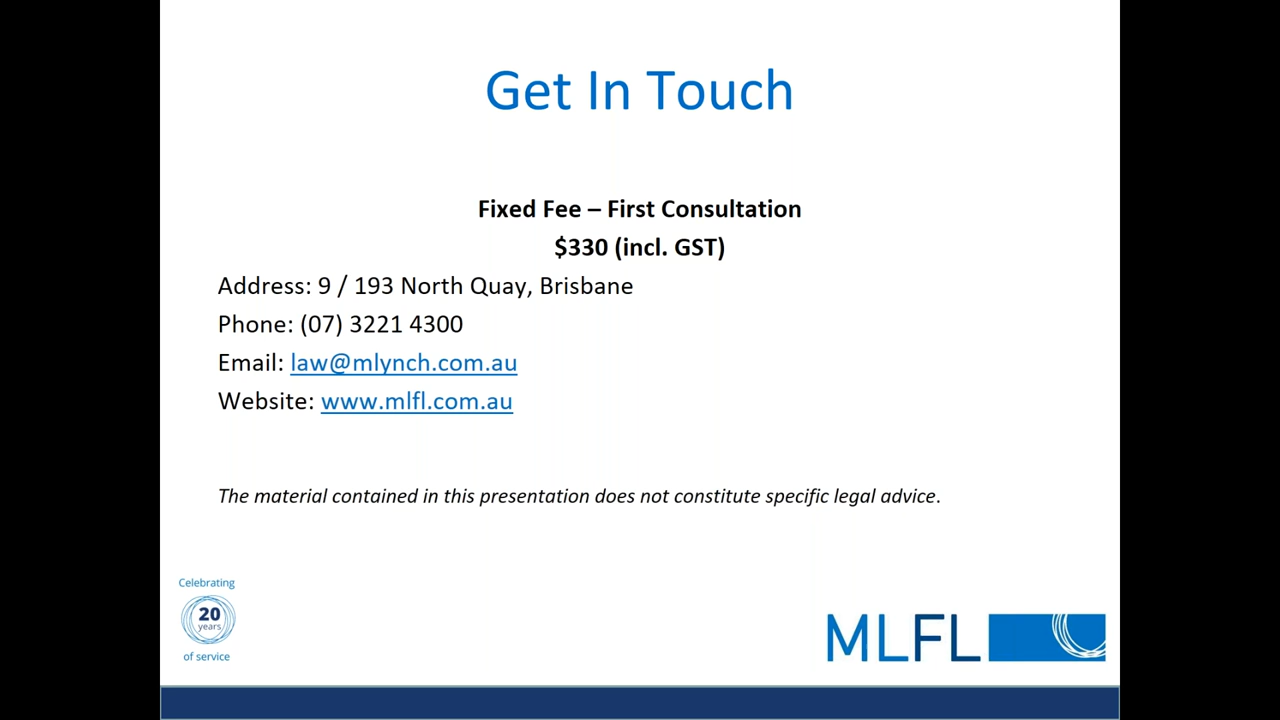 Get In Touch
Fixed Fee – First Consultation
$330 (incl. GST)
Address: 9 / 193 North Quay, Brisbane
Phone: (07) 3221 4300
Email: law@mlynch.com.au
Website: www.mlfl.com.au
The material contained in this presentation does not constitute specific legal advice.
Celebrating
20
years
of service
MLFL